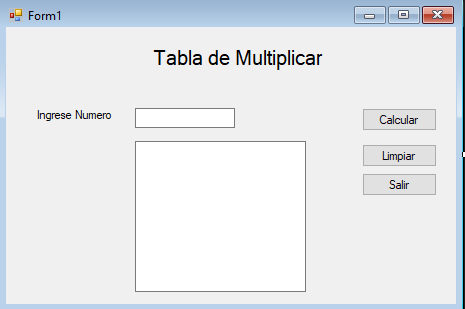 Form1
Tabla de Multiplicar
Ingrese Numero
Calcular
Limpiar
Salir